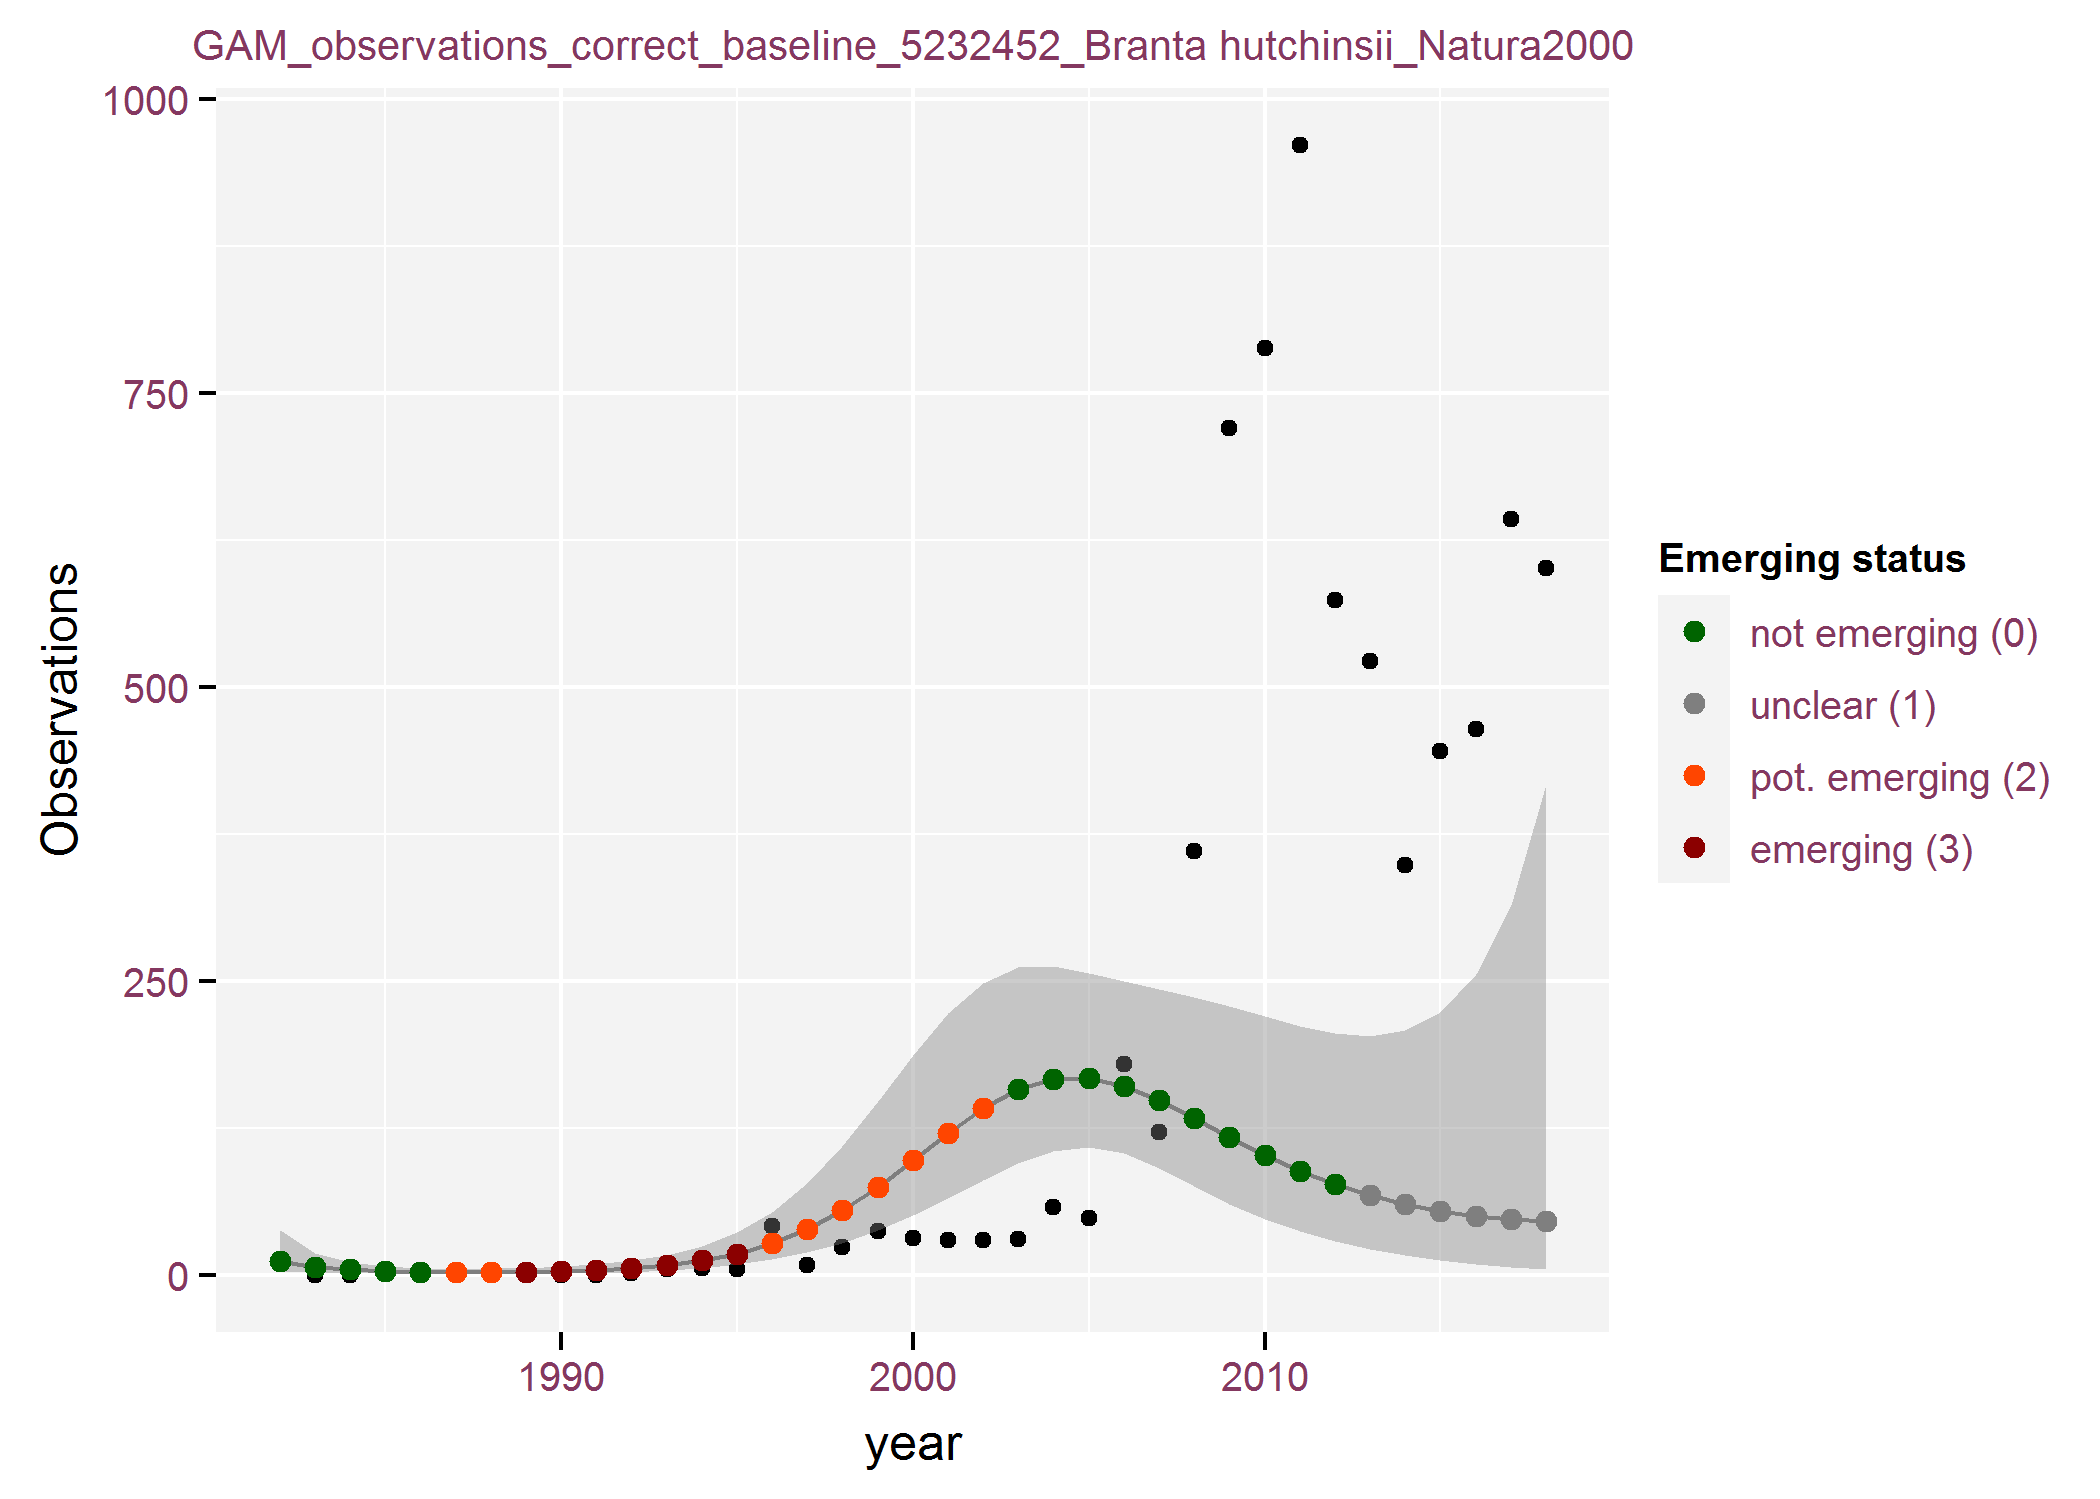 GAM_observations_correct_baseline_5232452_Branta hutchinsii_Natura2000
1000
750
500
250
0
Observations
1990
2000
2010
year
Emerging status
not emerging (0)
unclear (1)
pot. emerging (2)
emerging (3)